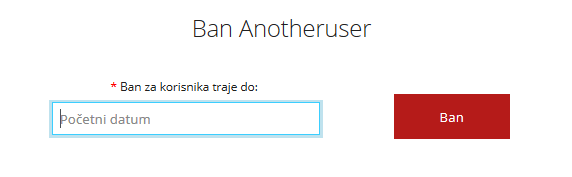 Ban Anotheruser
* Ban za korisnika traje do:
Početni datum
Ban